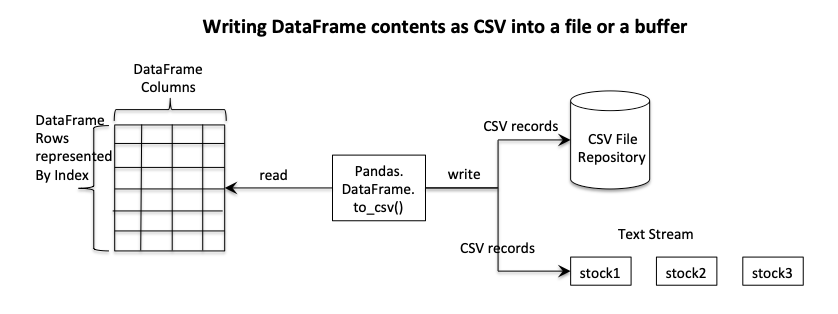 Writing DataFrame contents as CSV into a file or a buffer
DataFrame
Columns
DataFrame
Rows
represented
By Index
read
Pandas.
DataFrame.
to_csv()
write
CSV records
CSV File
Repository
CSV records
Text Stream
stock1
stock2
stock3